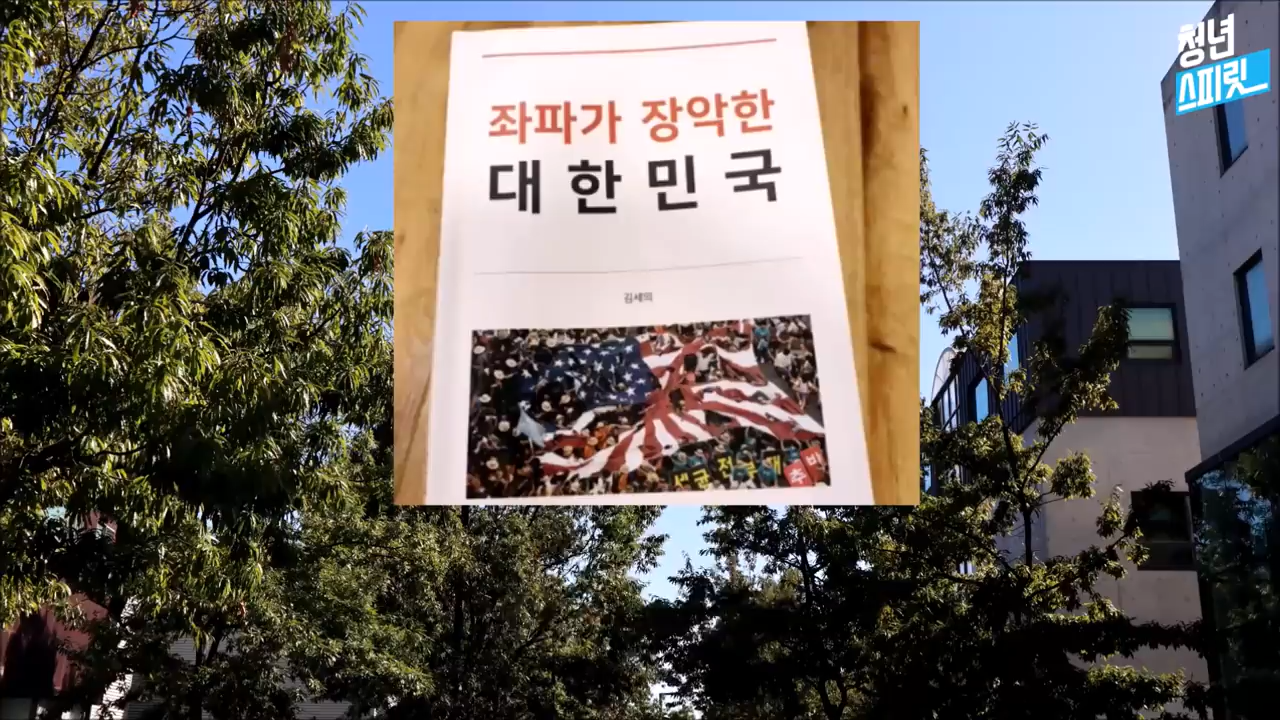 청년
스피릿
좌파가 장악한
대한민국
김세의